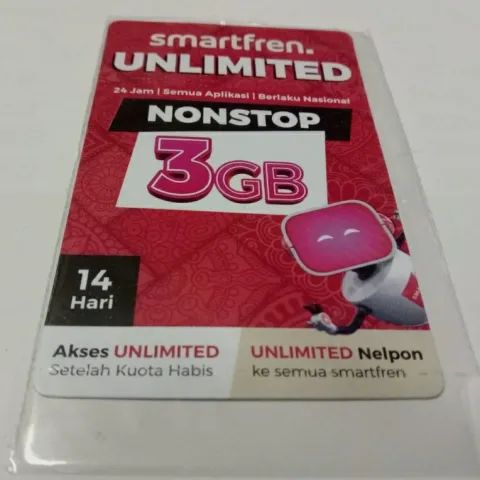 smartfren.
UNLIMITED
24 Jam | Semua Aplikasi | Berlaku Nasional
NONSTOP
3GB
14
Hari
Akses UNLIMITED
Setelah Kuota Habis
UNLIMITED Nelpon
ke semua smartfren